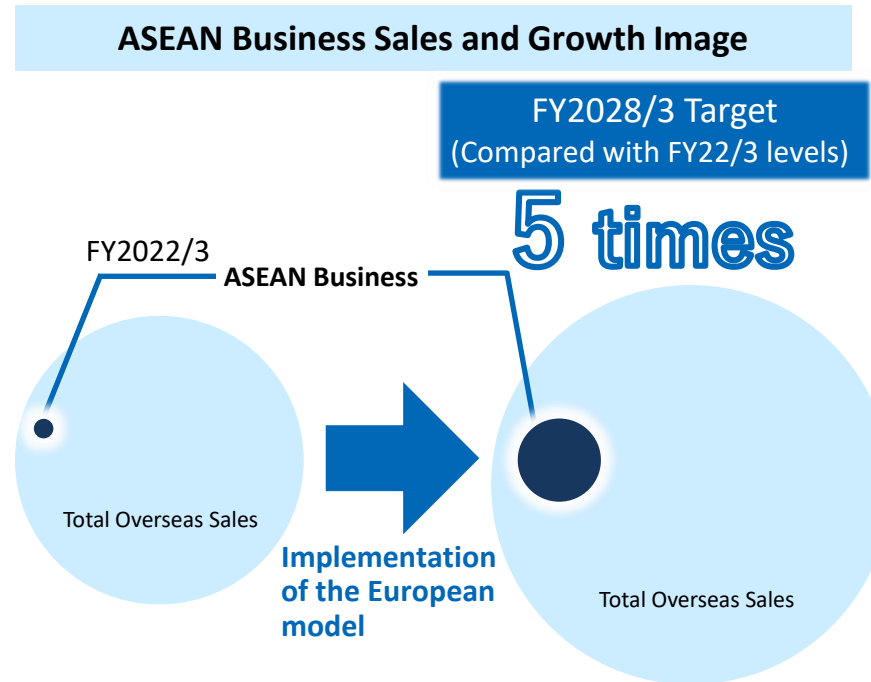 ASEAN Business Sales and Growth Image
FY2028/3 Target
(Compared with FY22/3 levels)
5 times
FY2022/3
ASEAN Business
Total Overseas Sales
Implementation
of the European
model
Total Overseas Sales